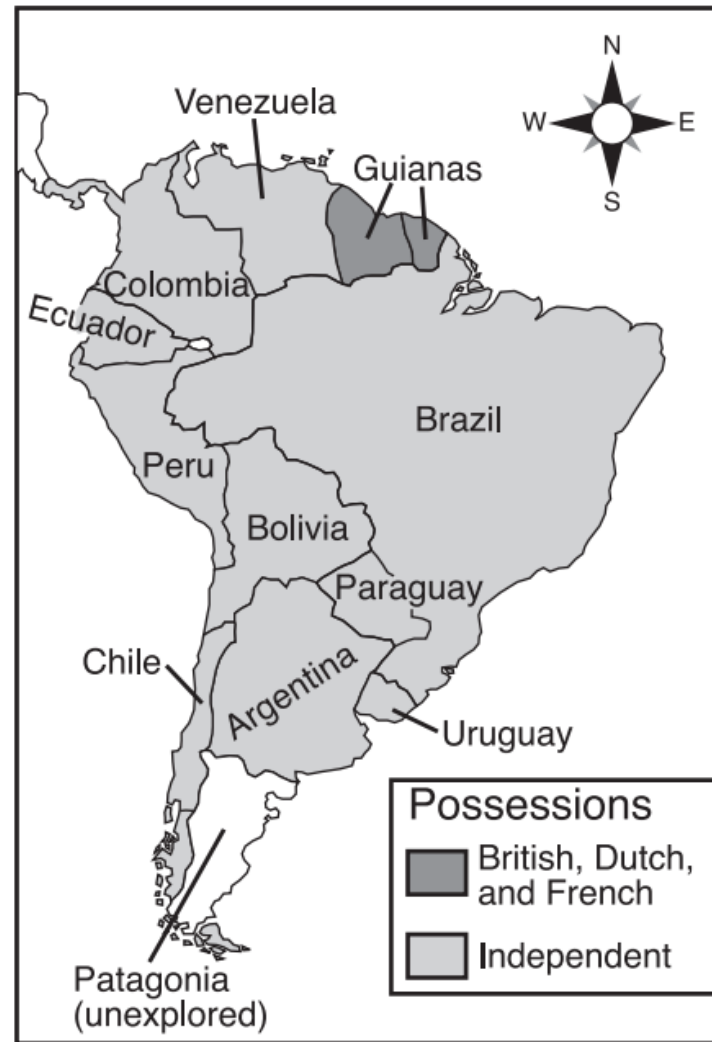 N
W
E
S
Venezuela
Guianas
Colombia
Ecuador
Brazil
Peru
Bolivia
Paraguay
Chile
Argentina
Uruguay
Possessions
British, Dutch,
and French
Independent
Patagonia
(unexplored)